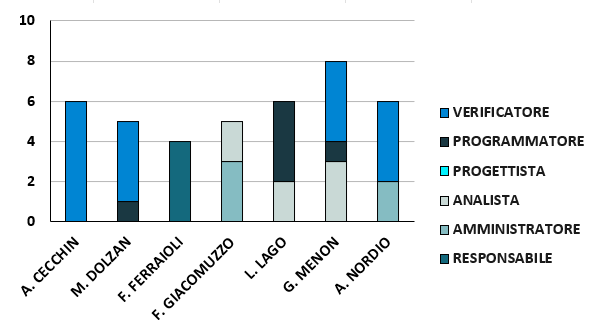 10
8
6
4
2
0
A. CECCHIN
M. DOLZAN
F. FERRAIOLI
F. GIACOMUZZO
L. LAGO
G. MENON
A. NORDIO
VERIFICATORE
PROGRAMMATORE
PROGETTISTA
ANALISTA
AMMINISTRATORE
RESPONSABILE